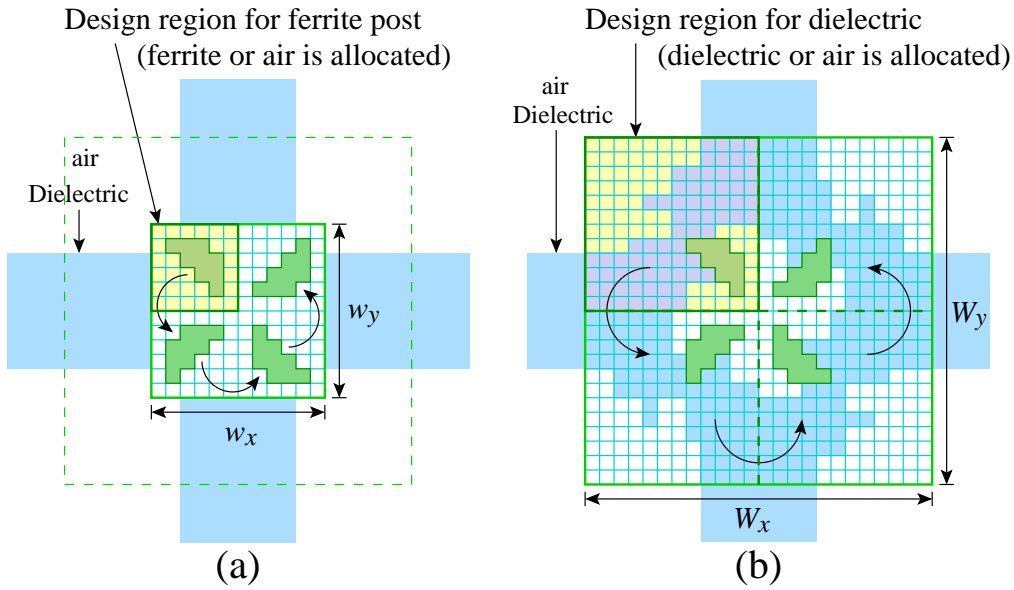 Design region for ferrite post
(ferrite or air is allocated)
air
Dielectric
w_y
w_x
(a)
Design region for dielectric
(dielectric or air is allocated)
air
Dielectric
W_y
W_x
(b)